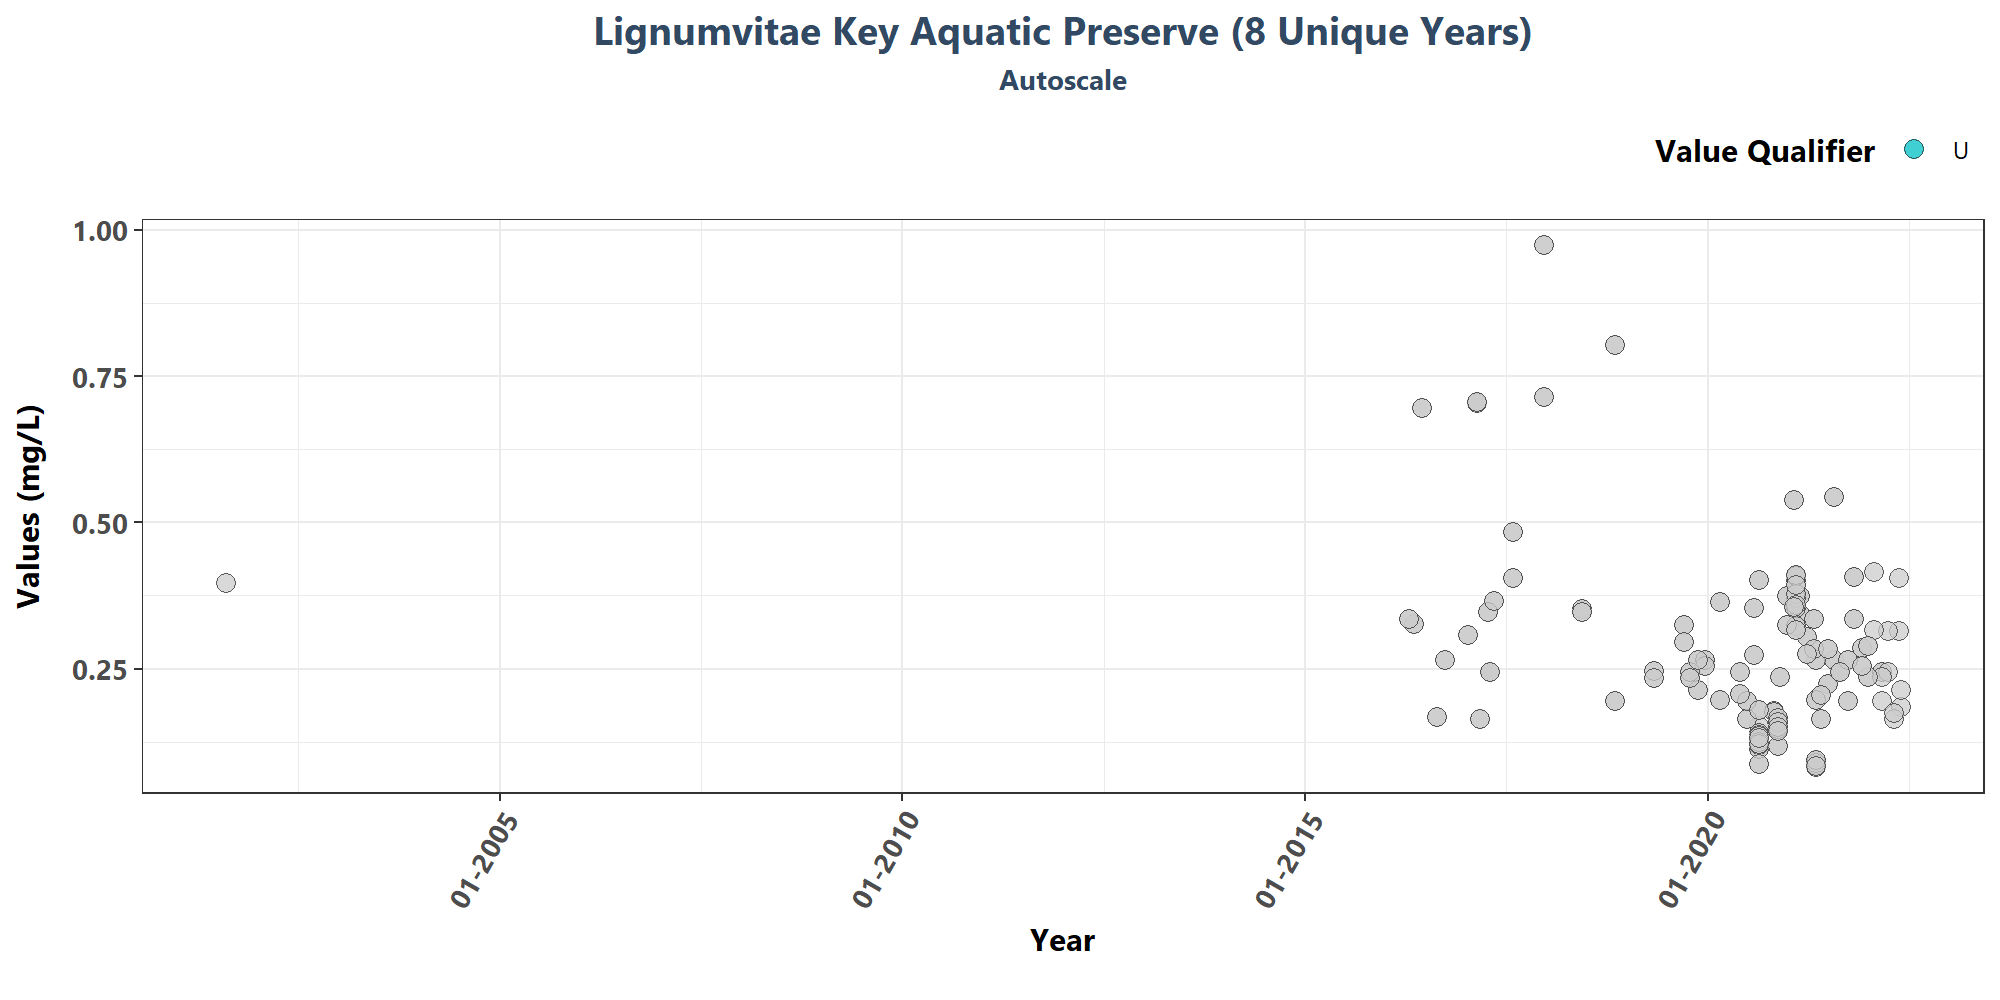 Lignumvitae Key Aquatic Preserve (8 Unique Years)
Autoscale
Value Qualifier U
Values (mg/L)
1.00
0.75
0.50
0.25
01-2005 01-2010 01-2015 01-2020
Year